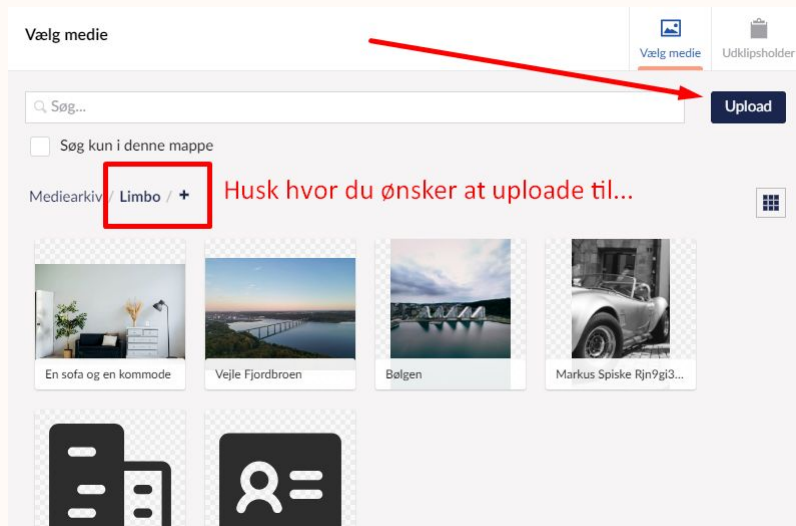 Vælg medie
Vælg medie
Udklipsholder
Søg...
Upload
Søg kun i denne mappe
Mediearkiv / Limbo / +
Husk hvor du ønsker at uploade til...
En sofa og en kommode
Vejle Fjordbroen
Bølgen
Markus Spiske Rjn9gi3...